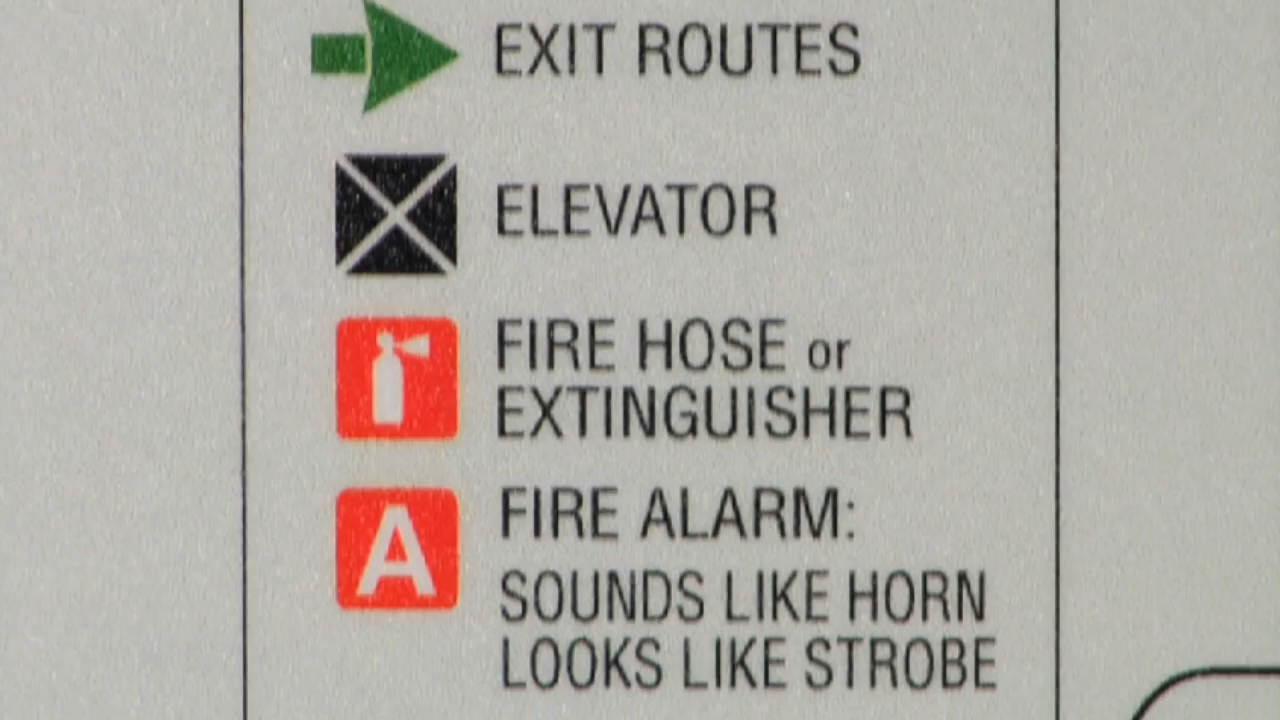 EXIT ROUTES
ELEVATOR
FIRE HOSE or
EXTINGUISHER
A FIRE ALARM:
SOUNDS LIKE HORN
LOOKS LIKE STROBE